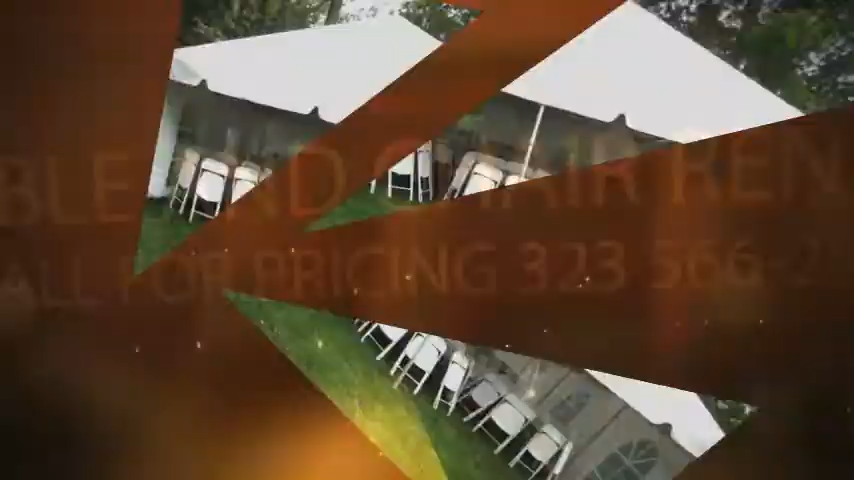 BLE AND CHAIR REN
ALL FOR PRICING 323 566-2